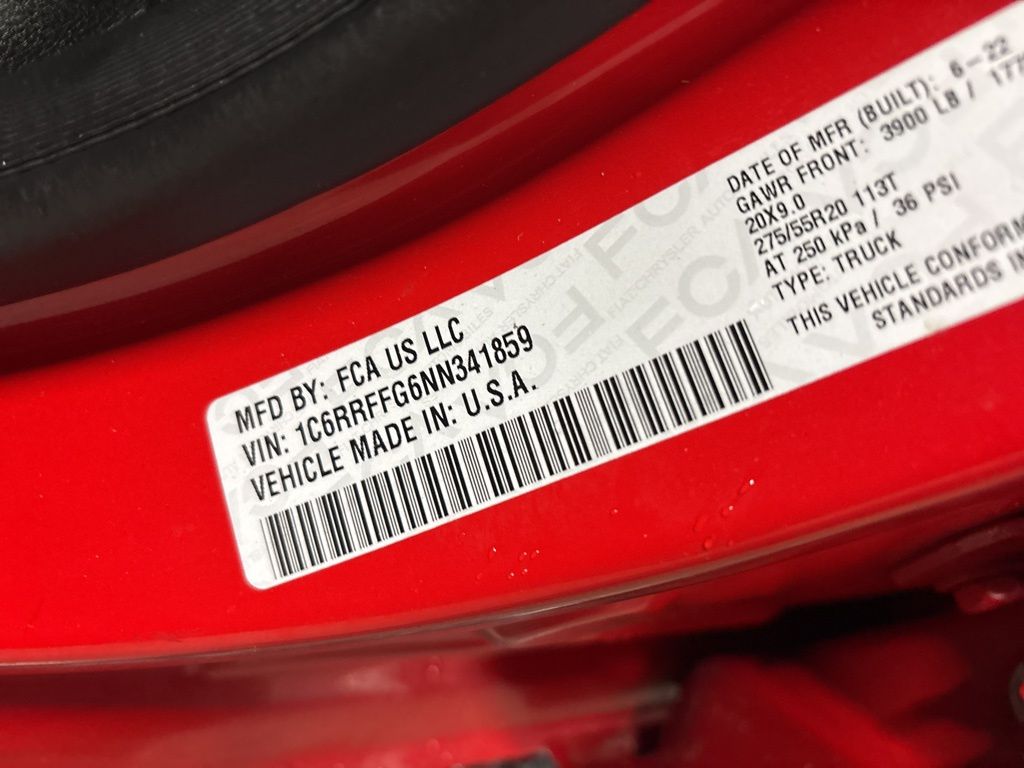 MFD BY: FCA US LLC
VIN: 1C6RRFFG6NN341859
VEHICLE MADE IN: U.S.A.
DATE OF MFR (BUILT): 6-22
GAWR FRONT: 3900 LB /
20X9.0
275/55R20 113T
AT 250 kPa / 36 PSI
TYPE: TRUCK
THIS VEHICLE
STANDARDS IN